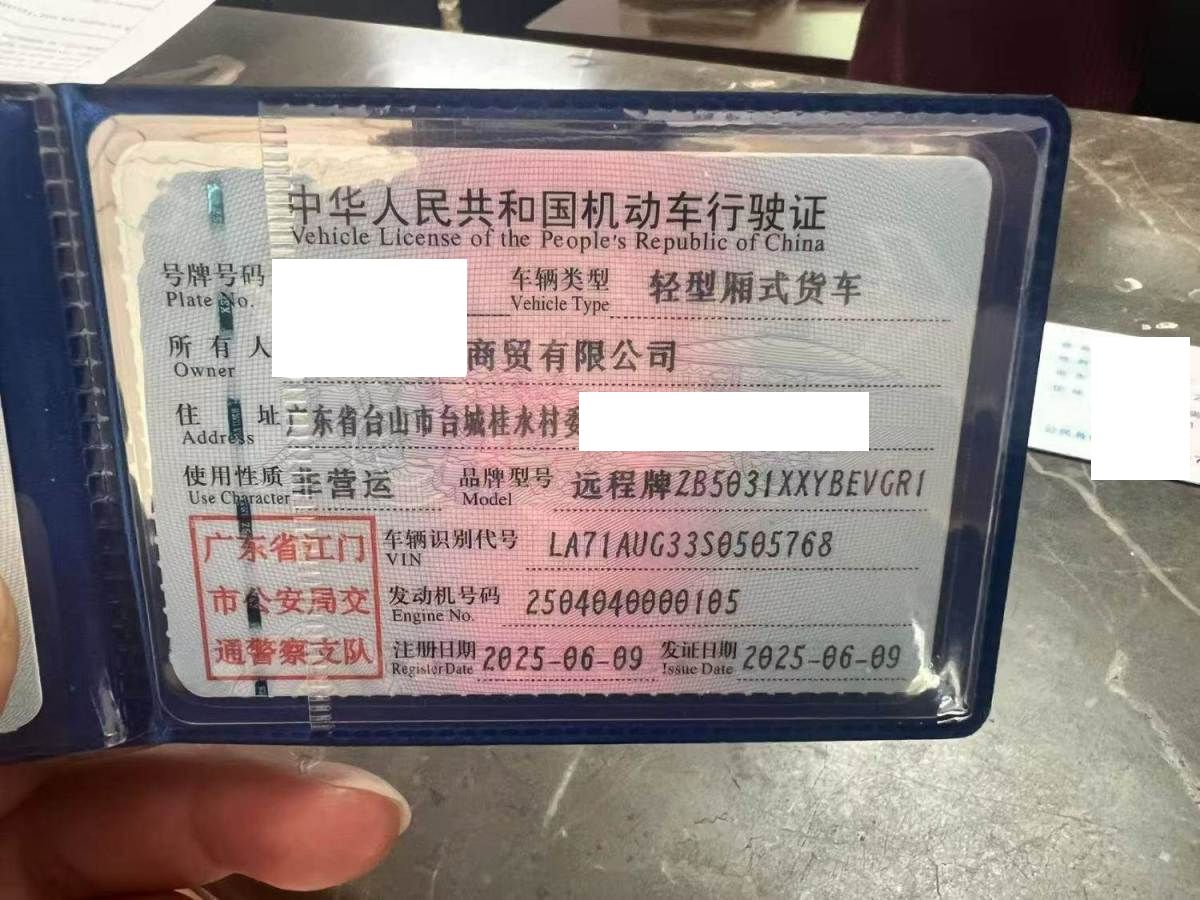 中华人民共和国机动车行驶证
Vehicle License of the People's Republic of China
号牌号码 车辆类型 轻型厢式货车
Plate No. Vehicle Type
所有人 商贸有限公司
Owner
住址 广东省台山市台城桂水村委
Address
使用性质 非营运 品牌型号 远程牌ZB5031XXYBEVGR1
Use Character Model
广东省江门
市公安局交
通警察支队
车辆识别代号 LA71AUG33S0505768
VIN
发动机号码 2504040000105
Engine No.
注册日期 2025-06-09 发证日期 2025-06-09
Register Date Issue Date